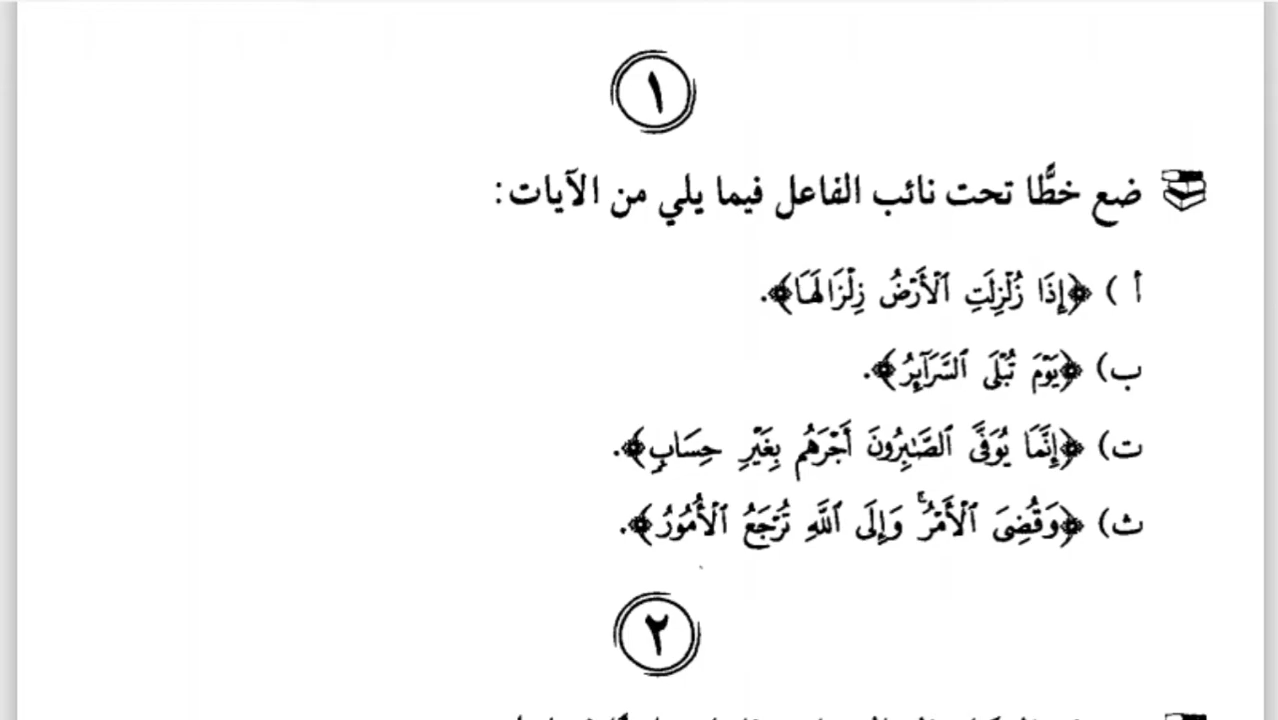 ١
ضع خطًّا تحت نائب الفاعل فيما يلي من الآيات:
أ ) ﴿إِذَا زُلْزِلَتِ ٱلْأَرْضُ زِلْزَالَهَا﴾.
ب) ﴿يَوْمَ تُبْلَى ٱلسَّرَآئِرُ﴾.
ت) ﴿إِنَّمَا يُوَفَّى ٱلصَّٰبِرُونَ أَجْرَهُم بِغَيْرِ حِسَابٍ﴾.
ث) ﴿وَقُضِىَ ٱلْأَمْرُ ۚ وَإِلَى ٱللَّهِ تُرْجَعُ ٱلْأُمُورُ﴾.
٢